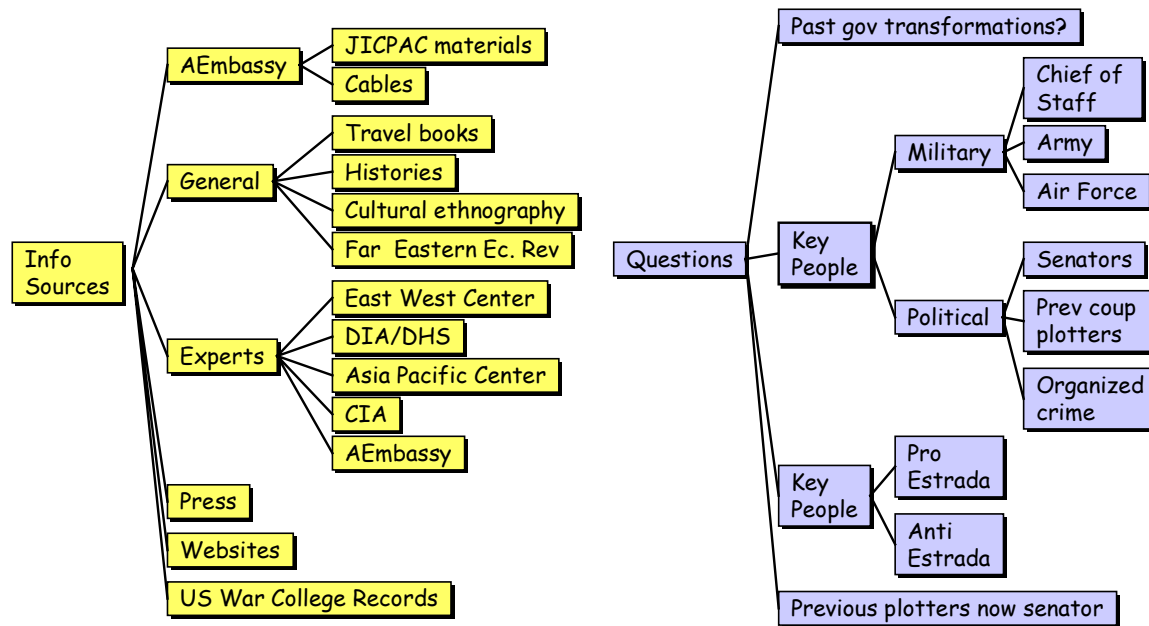 Info
Sources
AEmbassy
JICPAC materials
Cables
General
Travel books
Histories
Cultural ethnography
Far Eastern Ec. Rev
Experts
East West Center
DIA/DHS
Asia Pacific Center
CIA
AEmbassy
Press
Websites
US War College Records
Questions
Past gov transformations?
Key
People
Military
Chief of
Staff
Army
Air Force
Political
Senators
Prev coup
plotters
Organized
crime
Key
People
Pro
Estrada
Anti
Estrada
Previous plotters now senator